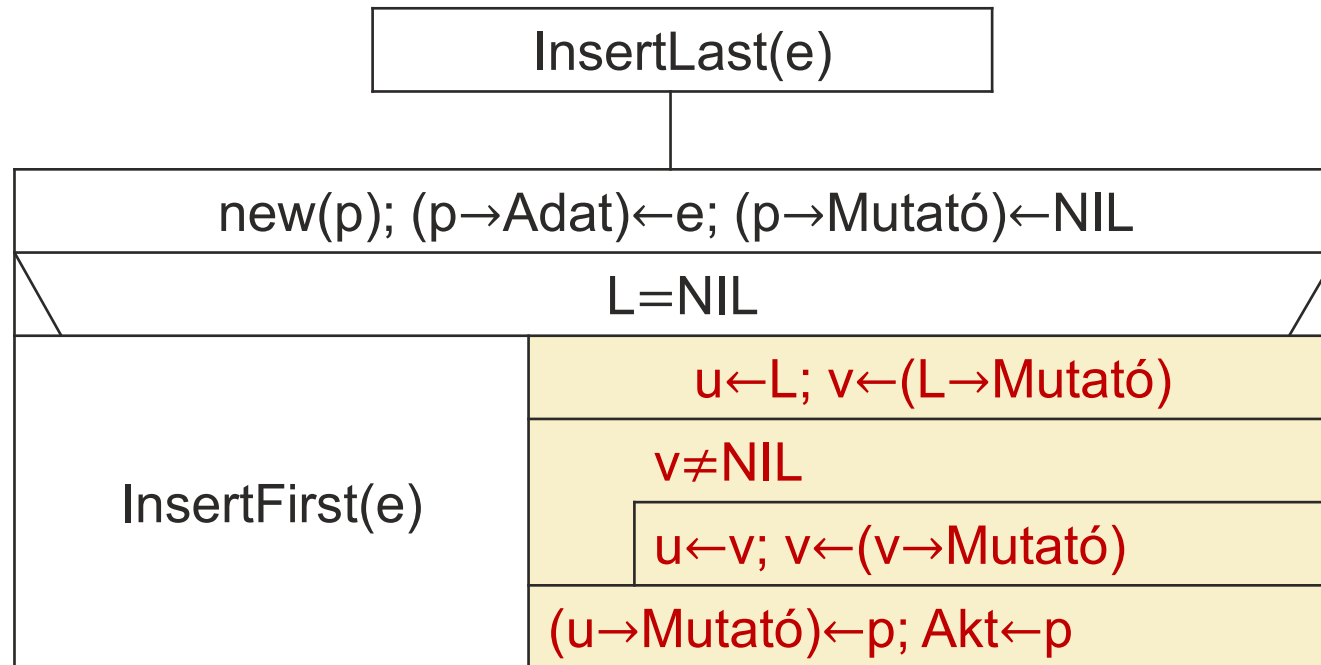 InsertLast(e)
new(p); (p→Adat)←e; (p→Mutató)←NIL
L=NIL
InsertFirst(e)
u←L; v←(L→Mutató)
v≠NIL
u←v; v←(v→Mutató)
(u→Mutató)←p; Akt←p